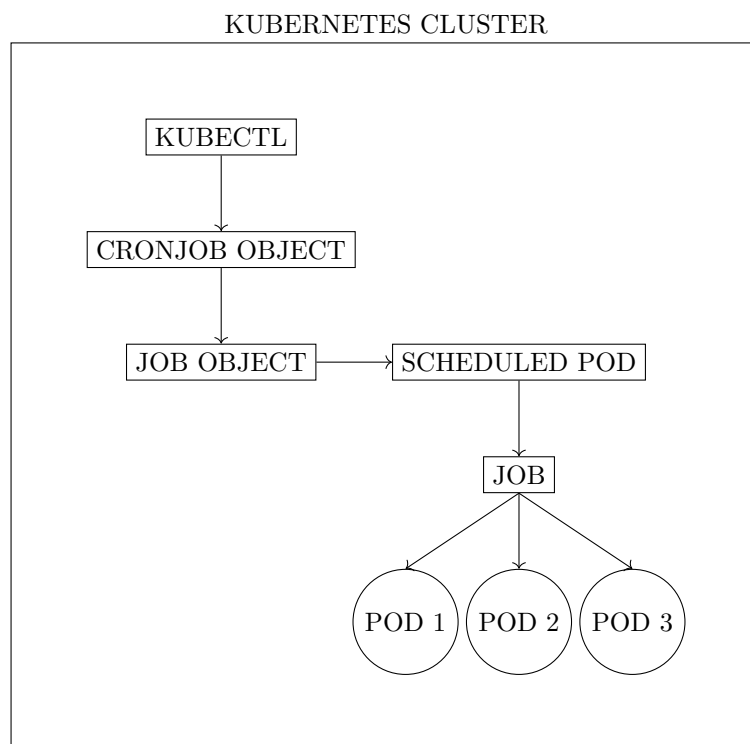 KUBERNETES CLUSTER
KUBECTL
CRONJOB OBJECT
JOB OBJECT
SCHEDULED POD
JOB
POD 1
POD 2
POD 3